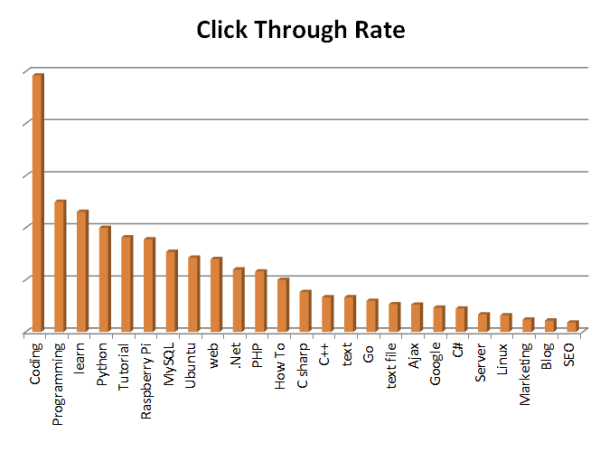 Click Through Rate
Coding
Programming
learn
Python
Tutorial
Raspberry Pi
MySQL
Ubuntu
web
.Net
PHP
How To
C sharp
C++
text
Go
text file
Ajax
Google
C#
Server
Linux
Marketing
Blog
SEO